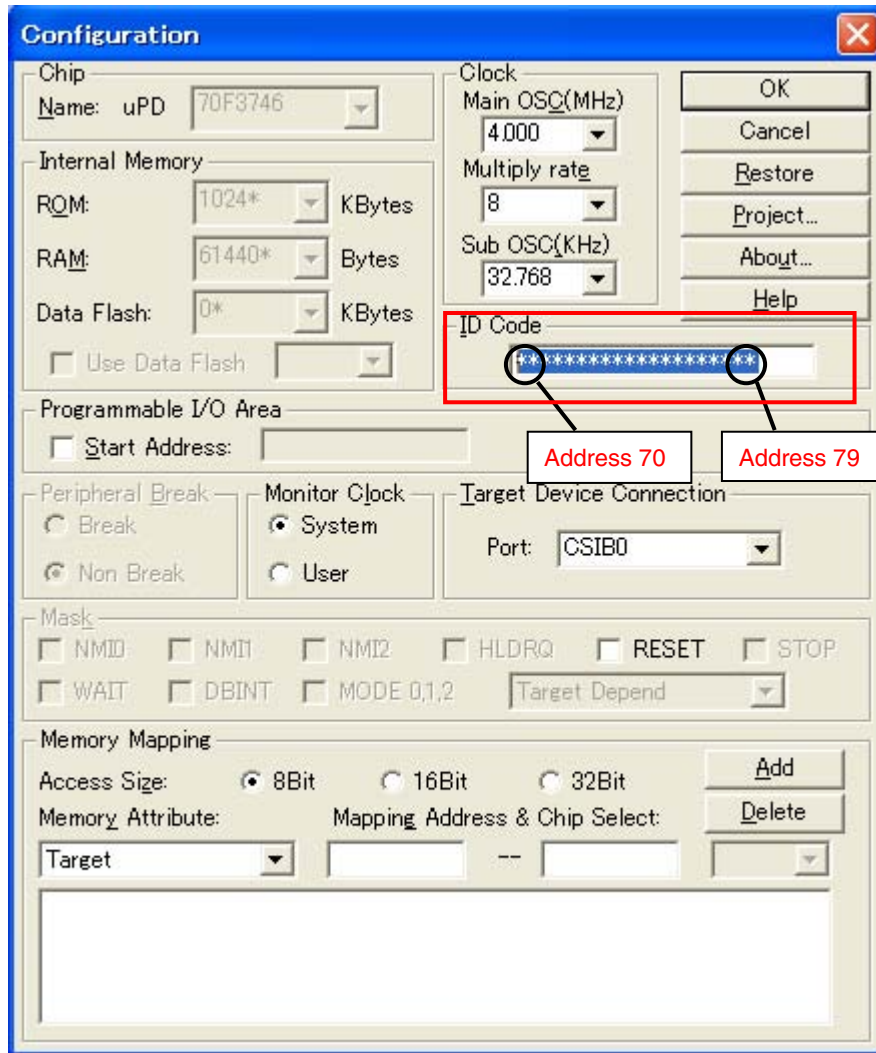 Configuration
Chip
Name: uPD 70F3746
Internal Memory
ROM: 1024* KBytes
RAM: 61440* Bytes
Data Flash: 0* KBytes
Use Data Flash
Clock
Main OSC(MHz)
4.000
Multiply rate
8
Sub OSC(KHz)
32.768
OK
Cancel
Restore
Project...
About...
Help
ID Code
********************
Address 70
Address 79
Programmable I/O Area
Start Address:
Peripheral Break
Break
Non Break
Monitor Clock
System
User
Target Device Connection
Port: CSIB0
Mask
NMI0 NMI1 NMI2 HLDRQ RESET STOP
WAIT DBINT MODE 0,1,2 Target Depend
Memory Mapping
Access Size: 8Bit 16Bit 32Bit
Add
Memory Attribute: Mapping Address & Chip Select:
Delete
Target --